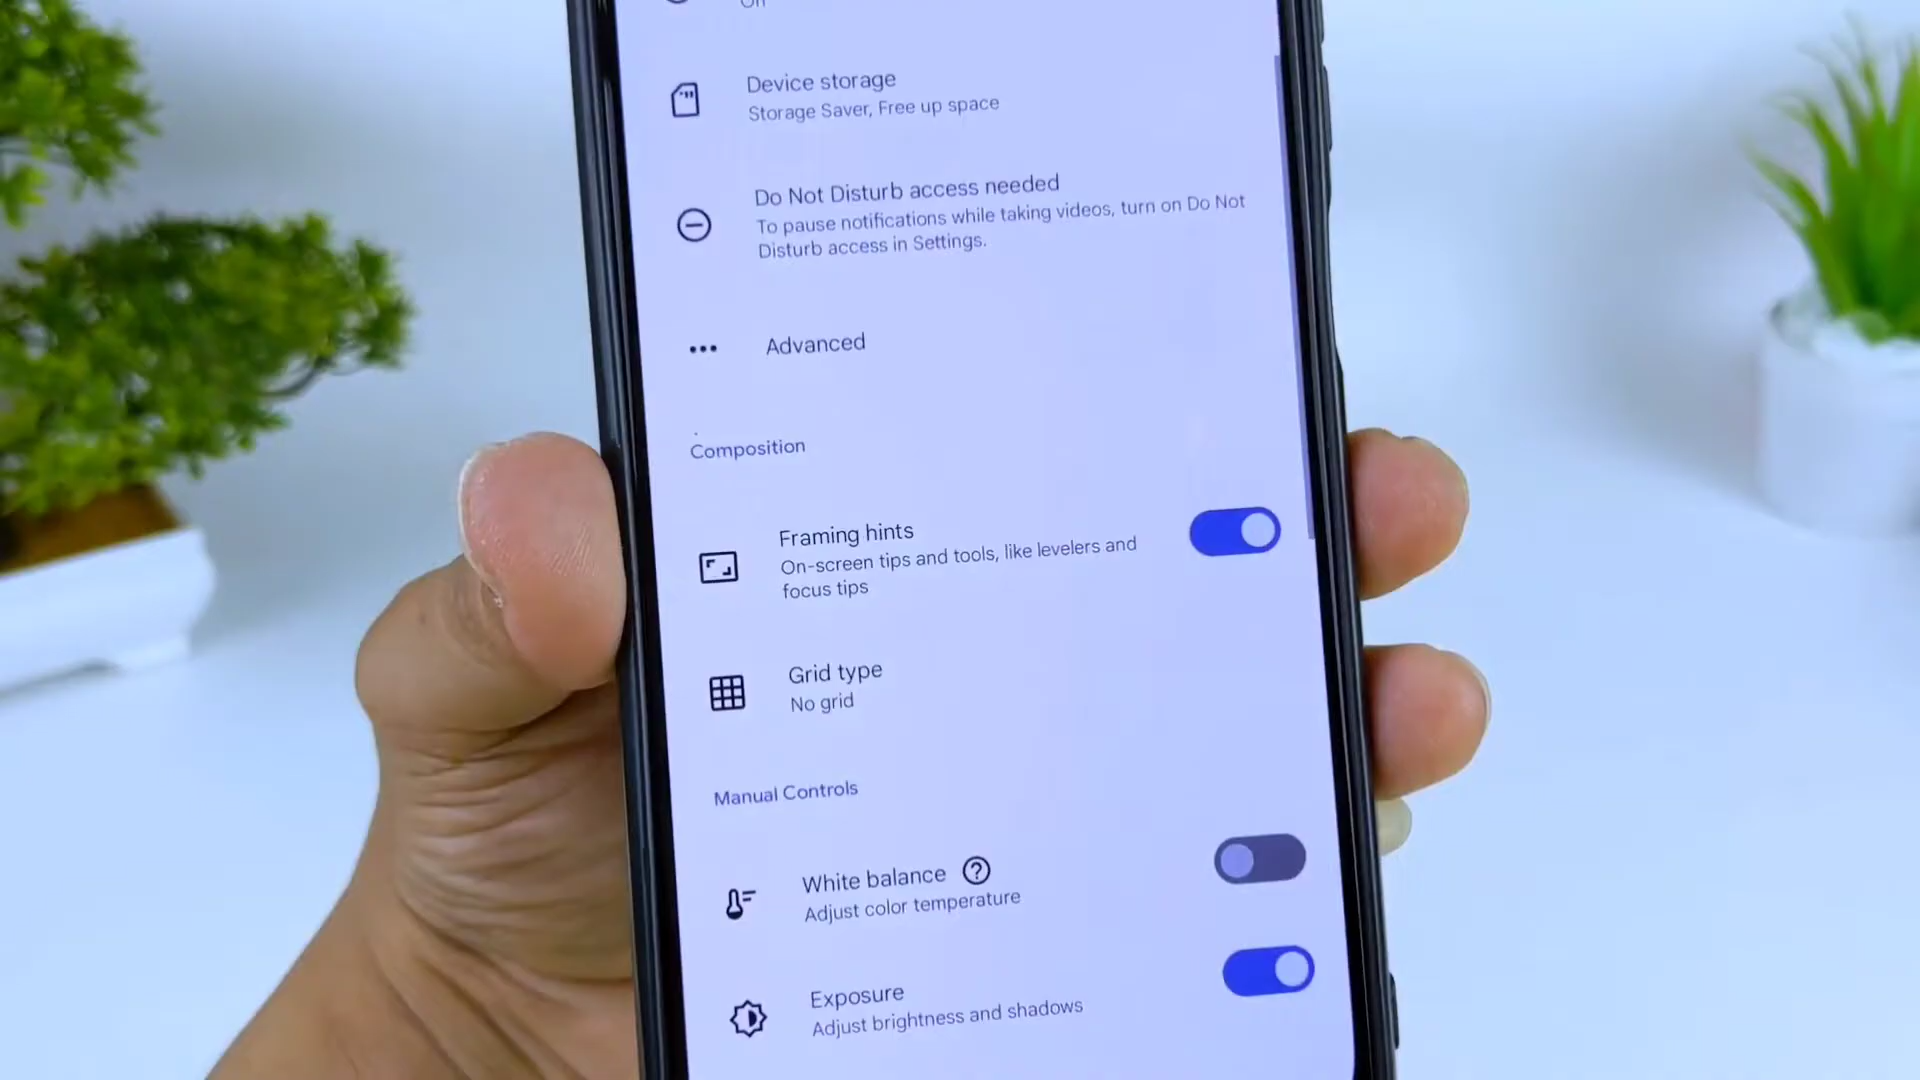 On
Device storage
Storage Saver, Free up space
Do Not Disturb access needed
To pause notifications while taking videos, turn on Do Not
Disturb access in Settings.
Advanced
Composition
Framing hints
On-screen tips and tools, like levelers and
focus tips
Grid type
No grid
Manual Controls
White balance
Adjust color temperature
Exposure
Adjust brightness and shadows